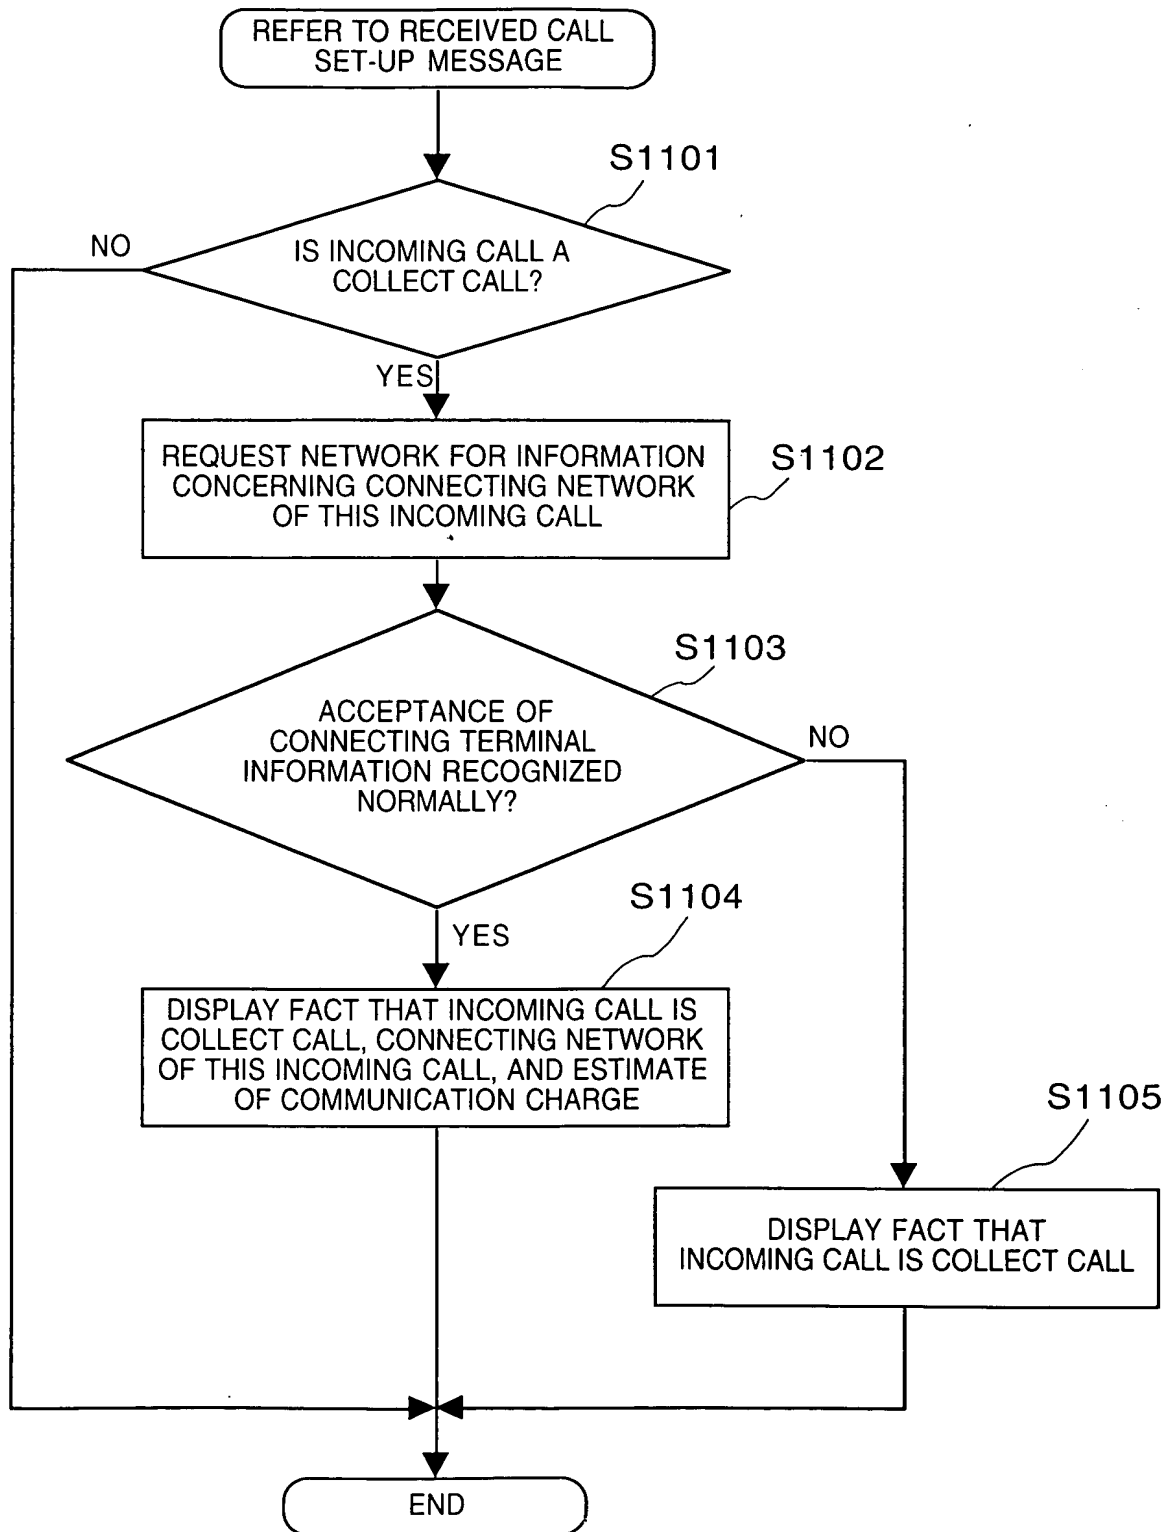 REFER TO RECEIVED CALL
SET-UP MESSAGE
S1101
NO
IS INCOMING CALL A
COLLECT CALL?
YES
REQUEST NETWORK FOR INFORMATION
CONCERNING CONNECTING NETWORK
OF THIS INCOMING CALL
S1102
S1103
ACCEPTANCE OF
CONNECTING TERMINAL
INFORMATION RECOGNIZED
NORMALLY?
NO
S1104
YES
DISPLAY FACT THAT INCOMING CALL IS
COLLECT CALL, CONNECTING NETWORK
OF THIS INCOMING CALL, AND ESTIMATE
OF COMMUNICATION CHARGE
S1105
DISPLAY FACT THAT
INCOMING CALL IS COLLECT CALL
END